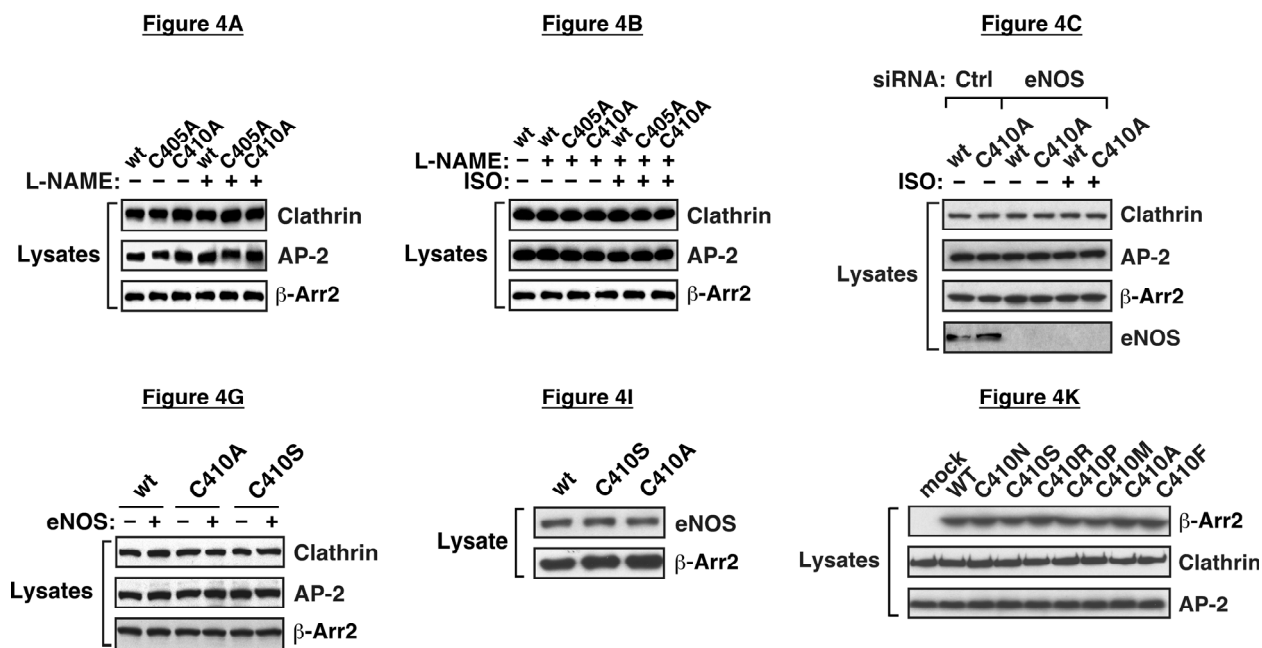 Figure 4A
wt C405A C410A wt C405A C410A
L-NAME: – – – + + +
Lysates
Clathrin
AP-2
β-Arr2
Figure 4B
wt wt C405A C410A wt C405A C410A
L-NAME: – + + + + + +
ISO: – – – – + + +
Lysates
Clathrin
AP-2
β-Arr2
Figure 4C
siRNA: Ctrl eNOS
wt C410A wt C410A wt C410A
ISO: – – – – + +
Lysates
Clathrin
AP-2
β-Arr2
eNOS
Figure 4G
wt C410A C410S
eNOS: – + – + – +
Lysates
Clathrin
AP-2
β-Arr2
Figure 4I
wt C410S C410A
Lysate
eNOS
β-Arr2
Figure 4K
mock WT C410N C410S C410R C410P C410M C410A C410F
Lysates
β-Arr2
Clathrin
AP-2